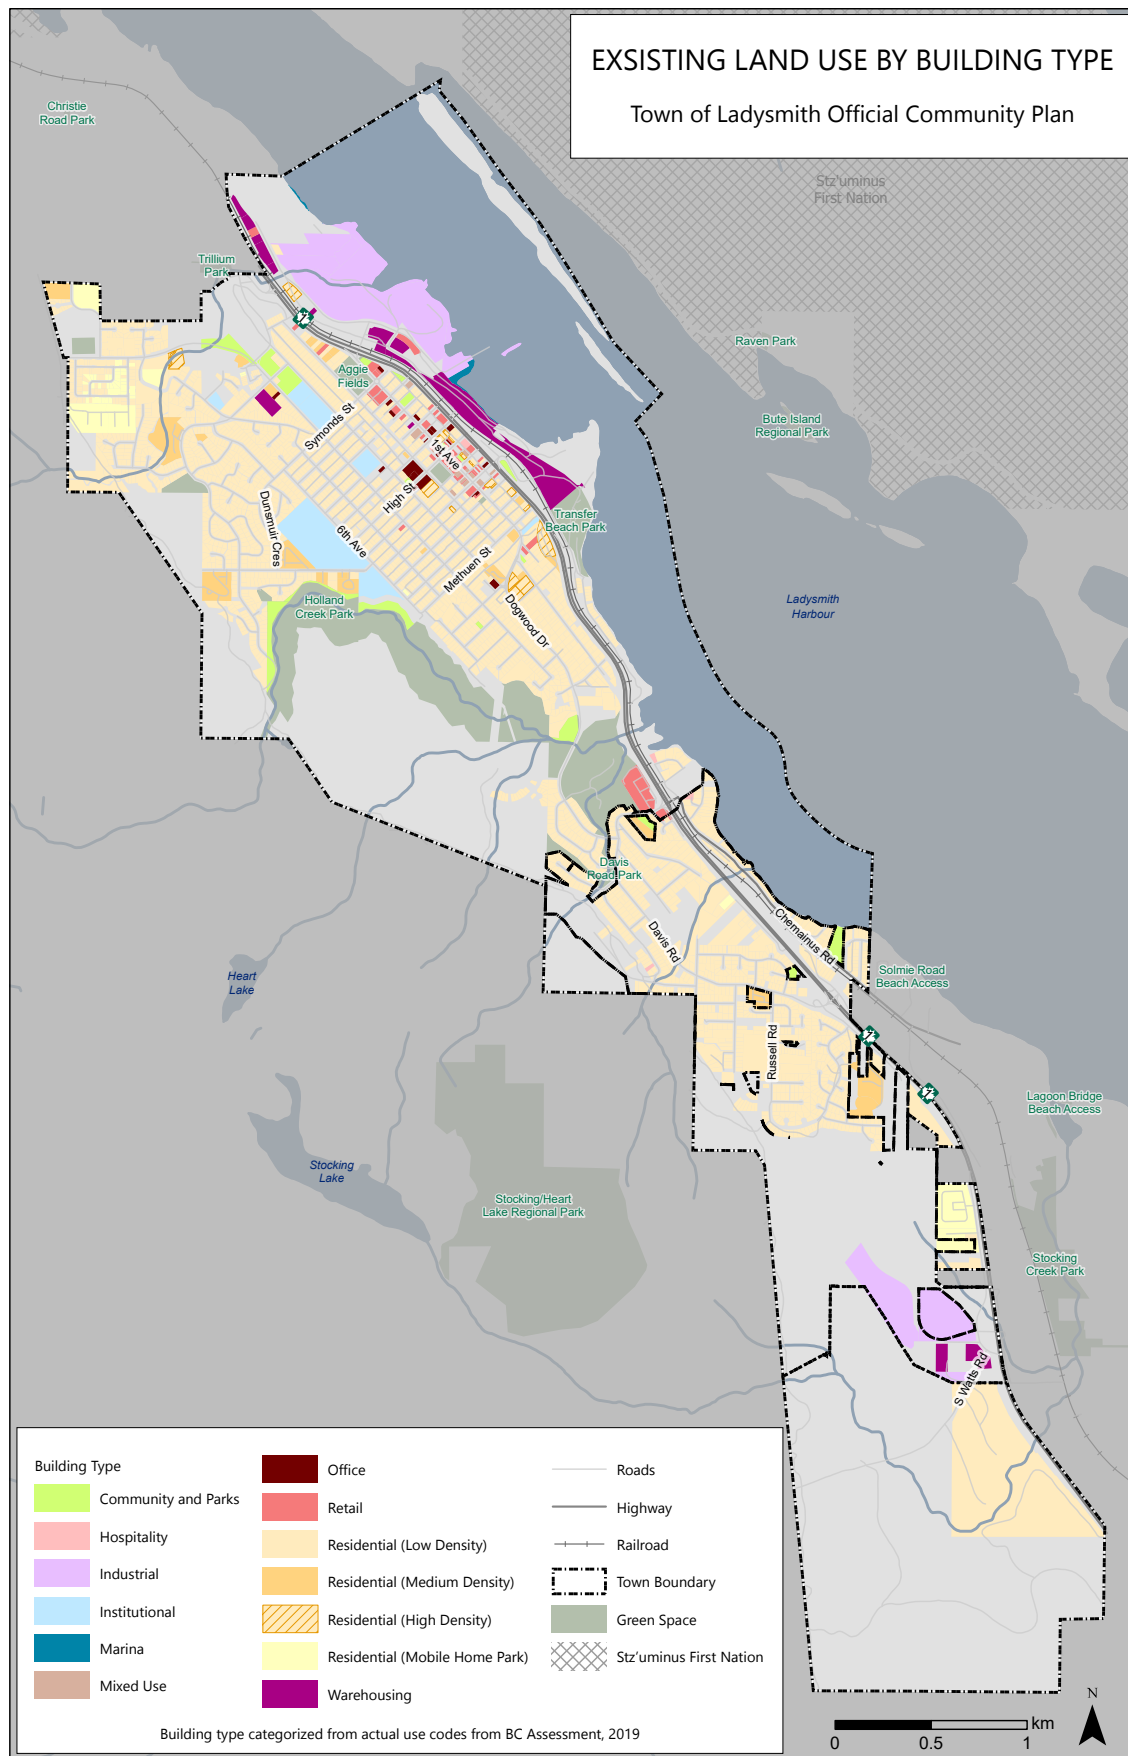 EXSISTING LAND USE BY BUILDING TYPE
Town of Ladysmith Official Community Plan
Christie
Road Park
Stz'uminus
First Nation
Trillium
Park
1
Raven Park
Aggie
Fields
Symonds St
1st Ave
Bute Island
Regional Park
High St
Dunsmuir Cres
6th Ave
Transfer
Beach Park
Methuen St
Holland
Creek Park
Dogwood Dr
Ladysmith
Harbour
Davis
Road Park
Davis Rd
Chemainus Rd
Heart
Lake
Solmie Road
Beach Access
1
Russell Rd
1
Lagoon Bridge
Beach Access
Stocking
Lake
Stocking/Heart
Lake Regional Park
Stocking
Creek Park
S Watts Rd
Building Type
Community and Parks
Hospitality
Industrial
Institutional
Marina
Mixed Use
Office
Retail
Residential (Low Density)
Residential (Medium Density)
Residential (High Density)
Residential (Mobile Home Park)
Warehousing
Roads
Highway
Railroad
Town Boundary
Green Space
Stz'uminus First Nation
Building type categorized from actual use codes from BC Assessment, 2019
N
km
0 0.5 1